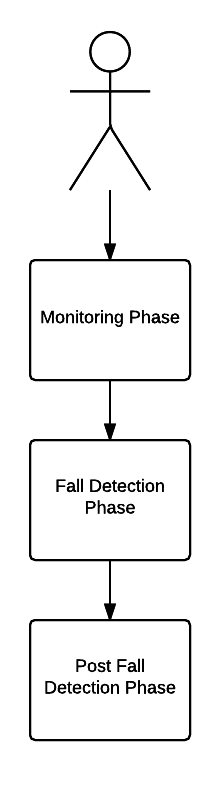 Monitoring Phase
Fall Detection
Phase
Post Fall
Detection Phase